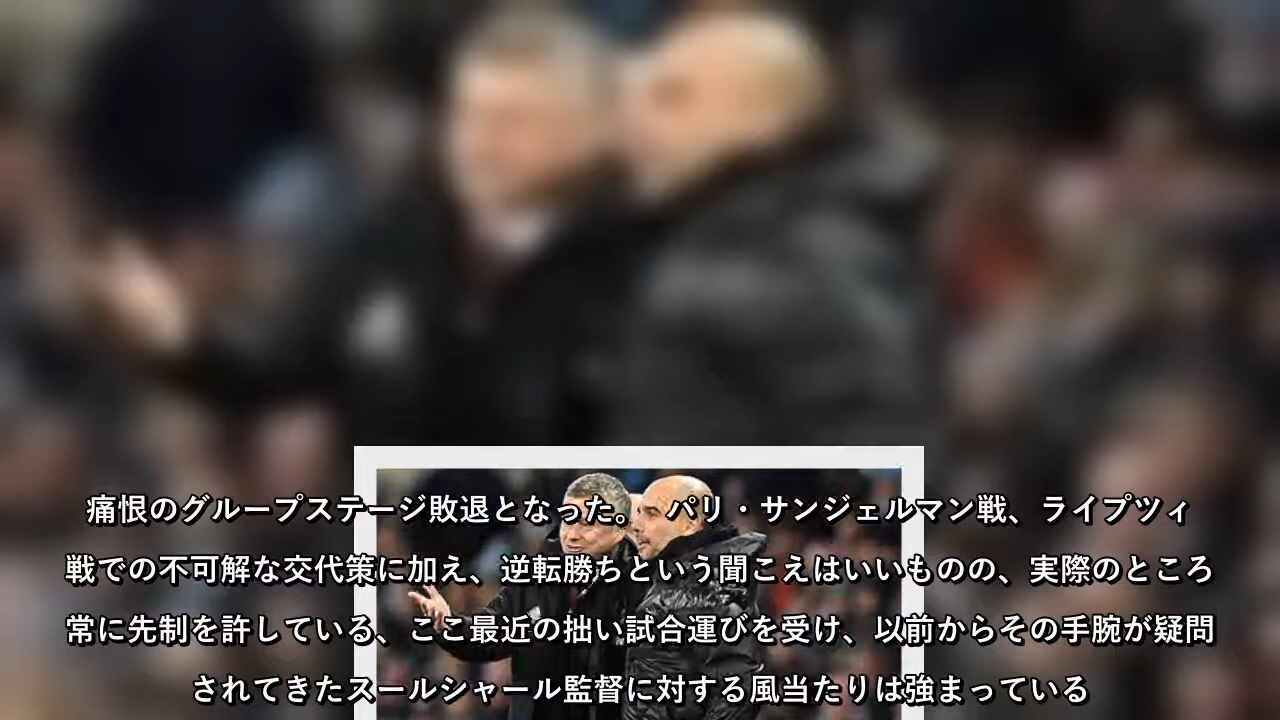 痛恨のグループステージ敗退となった。　パリ・サンジェルマン戦、ライプツィ
戦での不可解な交代策に加え、逆転勝ちという聞こえはいいものの、実際のところ
常に先制を許している、ここ最近の拙い試合運びを受け、以前からその手腕が疑問
されてきたスールシャール監督に対する風当たりは強まっている